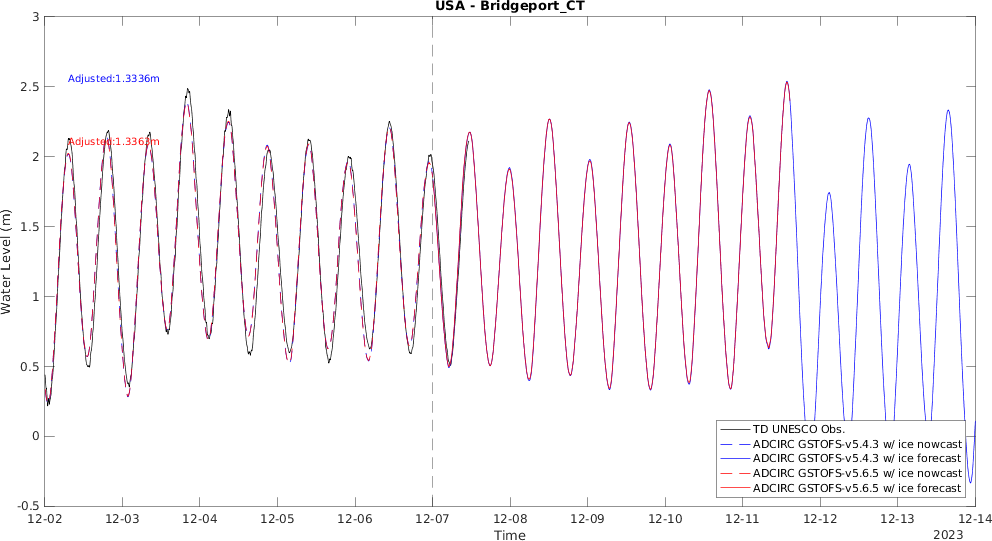 USA - Bridgeport_CT
3
Adjusted:1.3336m
2.5
Adjusted:1.3363m
2
1.5
Water Level (m)
1
0.5
0
-0.5
TD UNESCO Obs.
ADCIRC GSTOFS-v5.4.3 w/ ice nowcast
ADCIRC GSTOFS-v5.4.3 w/ ice forecast
ADCIRC GSTOFS-v5.6.5 w/ ice nowcast
ADCIRC GSTOFS-v5.6.5 w/ ice forecast
12-02 12-03 12-04 12-05 12-06 12-07 12-08 12-09 12-10 12-11 12-12 12-13 12-14
Time
2023